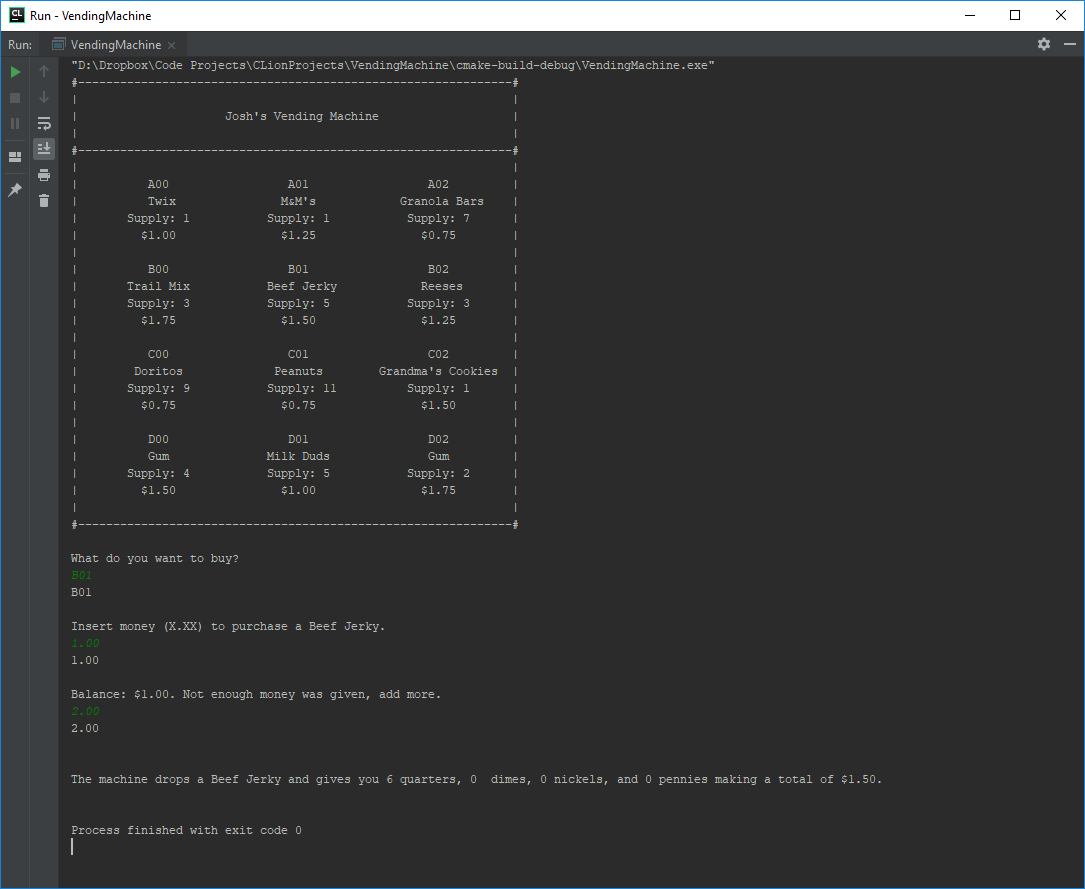 CL Run - VendingMachine
Run: VendingMachine
"D:\Dropbox\Code Projects\CLionProjects\VendingMachine\cmake-build-debug\VendingMachine.exe"
#--------------------------------------------------------------#
| |
| Josh's Vending Machine |
| |
#--------------------------------------------------------------#
| |
| A00 A01 A02 |
| Twix M&M's Granola Bars |
| Supply: 1 Supply: 1 Supply: 7 |
| $1.00 $1.25 $0.75 |
| |
| B00 B01 B02 |
| Trail Mix Beef Jerky Reeses |
| Supply: 3 Supply: 5 Supply: 3 |
| $1.75 $1.50 $1.25 |
| |
| C00 C01 C02 |
| Doritos Peanuts Grandma's Cookies |
| Supply: 9 Supply: 11 Supply: 1 |
| $0.75 $0.75 $1.50 |
| |
| D00 D01 D02 |
| Gum Milk Duds Gum |
| Supply: 4 Supply: 5 Supply: 2 |
| $1.50 $1.00 $1.75 |
| |
#--------------------------------------------------------------#
What do you want to buy?
B01
B01
Insert money (X.XX) to purchase a Beef Jerky.
1.00
1.00
Balance: $1.00. Not enough money was given, add more.
2.00
2.00
The machine drops a Beef Jerky and gives you 6 quarters, 0  dimes, 0 nickels, and 0 pennies making a total of $1.50.
Process finished with exit code 0